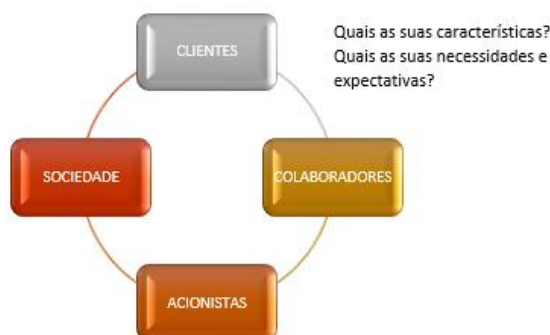 CLIENTES
Quais as suas características?
Quais as suas necessidades e
expectativas?
SOCIEDADE
COLABORADORES
ACIONISTAS